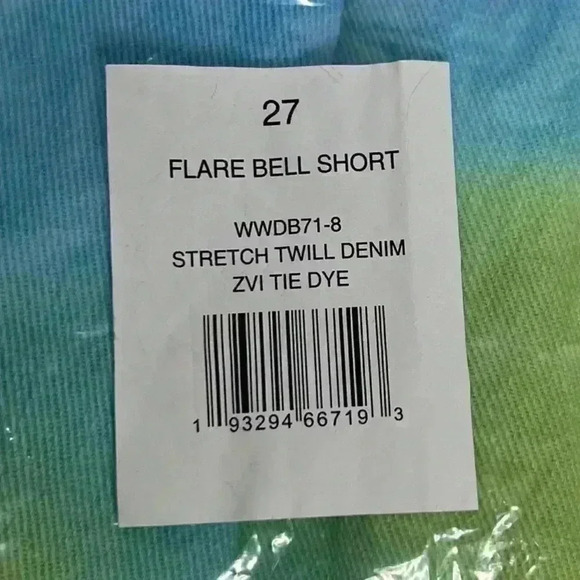 27
FLARE BELL SHORT
WWDB71-8
STRETCH TWILL DENIM
ZVI TIE DYE
1 93294 66719 3